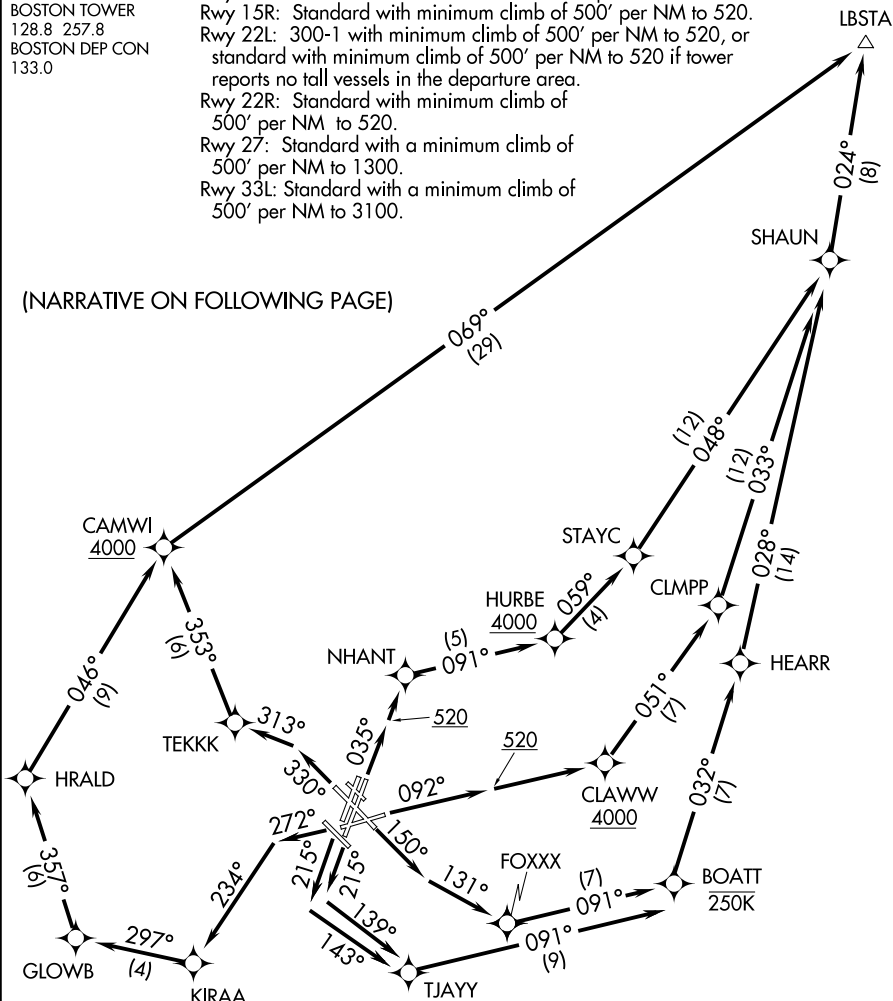 BOSTON TOWER
128.8 257.8
BOSTON DEP CON
133.0
Rwy 15R: Standard with minimum climb of 500' per NM to 520.
Rwy 22L: 300-1 with minimum climb of 500' per NM to 520, or
standard with minimum climb of 500' per NM to 520 if tower
reports no tall vessels in the departure area.
Rwy 22R: Standard with minimum climb of
500' per NM to 520.
Rwy 27: Standard with a minimum climb of
500' per NM to 1300.
Rwy 33L: Standard with a minimum climb of
500' per NM to 3100.
(NARRATIVE ON FOLLOWING PAGE)
LBSTA
024°
(8)
SHAUN
069°
(29)
(12)
048°
(12)
033°
028°
(14)
CAMWI
4000
STAYC
CLMPP
HURBE
4000
059°
(4)
HEARR
353°
(6)
046°
(9)
NHANT
(5)
091°
051°
(7)
TEKKK
313°
035°
520
520
HRALD
330°
092°
CLAWW
4000
032°
(7)
272°
150°
FOXXX
357°
(6)
234°
215°
215°
131°
(7)
091°
BOATT
250K
139°
143°
091°
(9)
297°
(4)
GLOWB
KIRAA
TJAYY